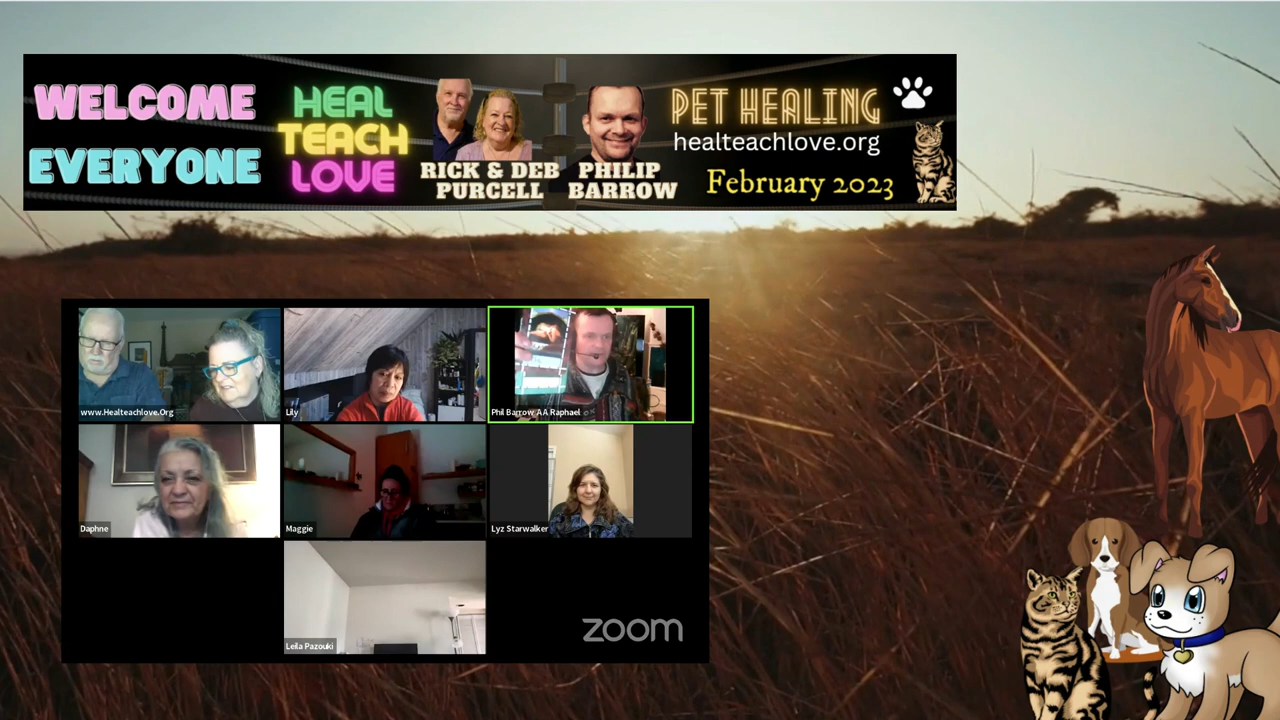 WELCOME
EVERYONE
HEAL
TEACH
LOVE
RICK & DEB
PURCELL
PHILIP
BARROW
PET HEALING
healteachlove.org
February 2023
www.Healteachlove.Org
Lily
Phil Barrow AA Raphael
Daphne
Maggie
Lyz Starwalker
Leila Pazouki
zoom